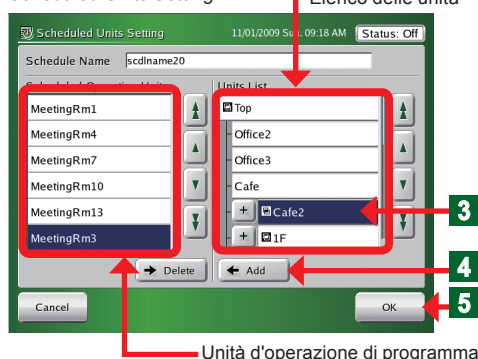 Elenco delle unità
Scheduled Units Setting
11/01/2009 Sun. 09:18 AM
Status: Off
Schedule Name
scdlname20
Units List
MeetingRm1
MeetingRm4
MeetingRm7
MeetingRm10
MeetingRm13
MeetingRm3
Top
Office2
Office3
Cafe
+ Cafe2
+ 1F
3
Delete
Add
4
Cancel
OK
5
Unità d'operazione di programma